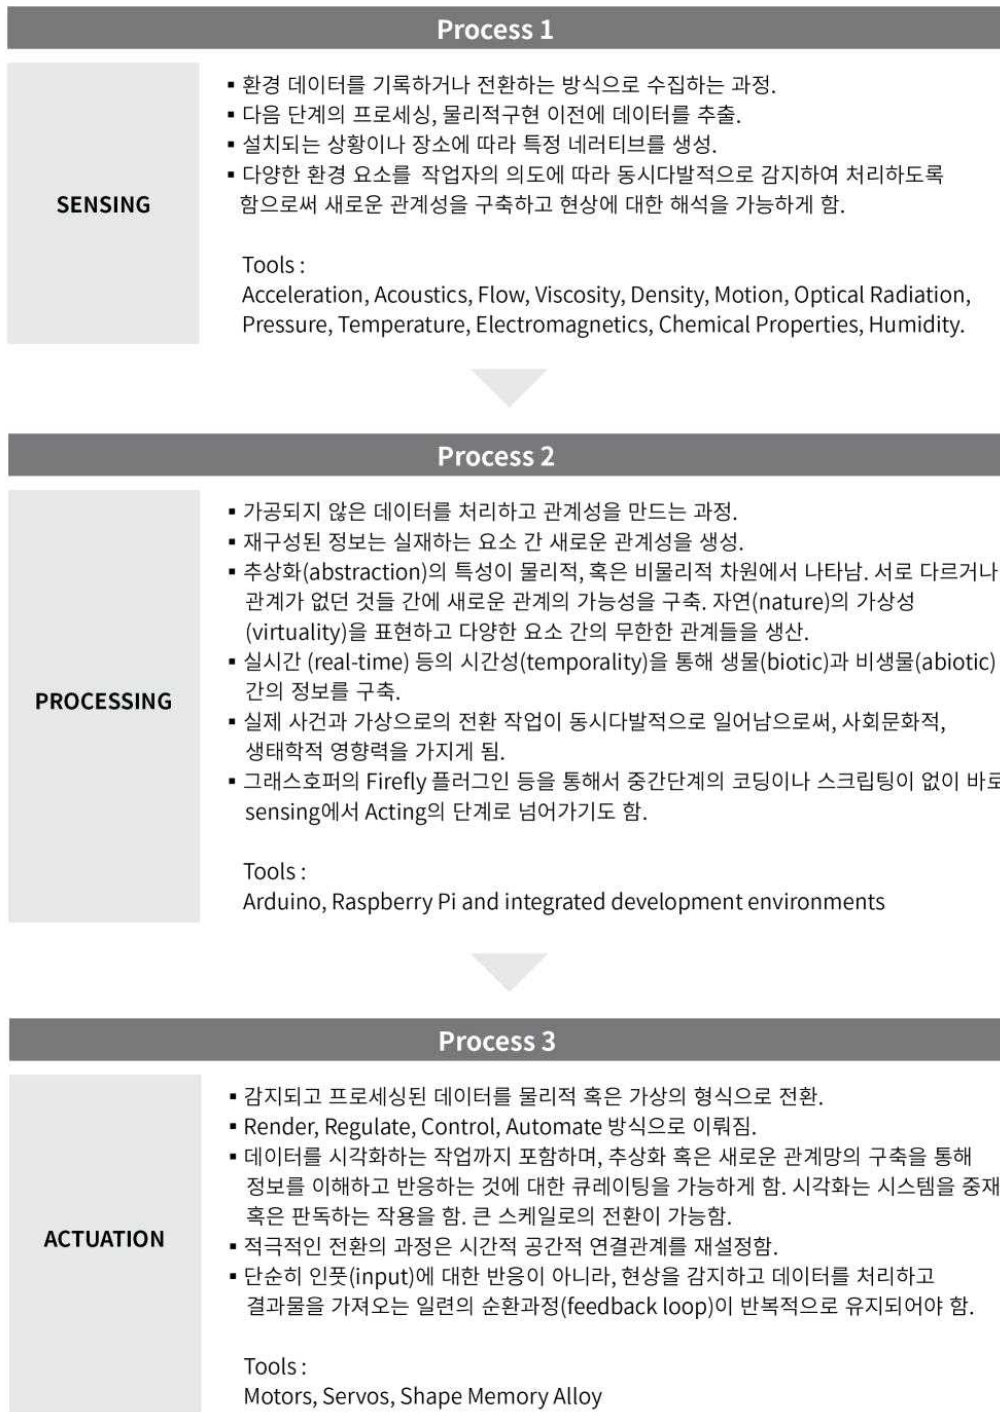 Process 1
SENSING
▪ 환경 데이터를 기록하거나 전환하는 방식으로 수집하는 과정.
▪ 다음 단계의 프로세싱, 물리적구현 이전에 데이터를 추출.
▪ 설치되는 상황이나 장소에 따라 특정 네러티브를 생성.
▪ 다양한 환경 요소를 작업자의 의도에 따라 동시다발적으로 감지하여 처리하도록
함으로써 새로운 관계성을 구축하고 현상에 대한 해석을 가능하게 함.
Tools :
Acceleration, Acoustics, Flow, Viscosity, Density, Motion, Optical Radiation,
Pressure, Temperature, Electromagnetics, Chemical Properties, Humidity.
Process 2
PROCESSING
▪ 가공되지 않은 데이터를 처리하고 관계성을 만드는 과정.
▪ 재구성된 정보는 실재하는 요소 간 새로운 관계성을 생성.
▪ 추상화(abstraction)의 특성이 물리적, 혹은 비물리적 차원에서 나타남. 서로 다르거나
관계가 없던 것들 간에 새로운 관계의 가능성을 구축. 자연(nature)의 가상성
(virtuality)을 표현하고 다양한 요소 간의 무한한 관계들을 생산.
▪ 실시간 (real-time) 등의 시간성(temporality)을 통해 생물(biotic)과 비생물(abiotic)
간의 정보를 구축.
▪ 실제 사건과 가상으로의 전환 작업이 동시다발적으로 일어남으로써, 사회문화적,
생태학적 영향력을 가지게 됨.
▪ 그래스호퍼의 Firefly 플러그인 등을 통해서 중간단계의 코딩이나 스크립팅이 없이 바로
sensing에서 Acting의 단계로 넘어가기도 함.
Tools :
Arduino, Raspberry Pi and integrated development environments
Process 3
ACTUATION
▪ 감지되고 프로세싱된 데이터를 물리적 혹은 가상의 형식으로 전환.
▪ Render, Regulate, Control, Automate 방식으로 이뤄짐.
▪ 데이터를 시각화하는 작업까지 포함하며, 추상화 혹은 새로운 관계망의 구축을 통해
정보를 이해하고 반응하는 것에 대한 큐레이팅을 가능하게 함. 시각화는 시스템을 중재
혹은 판독하는 작용을 함. 큰 스케일로의 전환이 가능함.
▪ 적극적인 전환의 과정은 시간적 공간적 연결관계를 재설정함.
▪ 단순히 인풋(input)에 대한 반응이 아니라, 현상을 감지하고 데이터를 처리하고
결과물을 가져오는 일련의 순환과정(feedback loop)이 반복적으로 유지되어야 함.
Tools :
Motors, Servos, Shape Memory Alloy